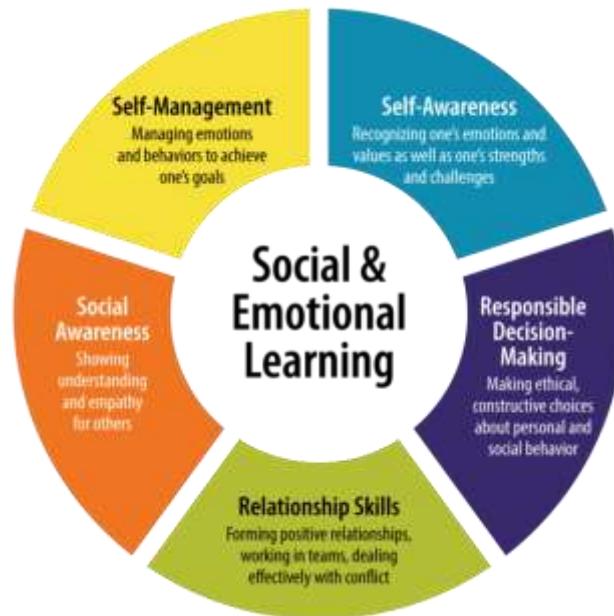 Self-Management
Managing emotions
and behaviors to achieve
one's goals
Self-Awareness
Recognizing one's emotions and
values as well as one's strengths
and challenges
Social &
Emotional
Learning
Social
Awareness
Showing
understanding
and empathy
for others
Responsible
Decision-
Making
Making ethical,
constructive choices
about personal and
social behavior
Relationship Skills
Forming positive relationships,
working in teams, dealing
effectively with conflict